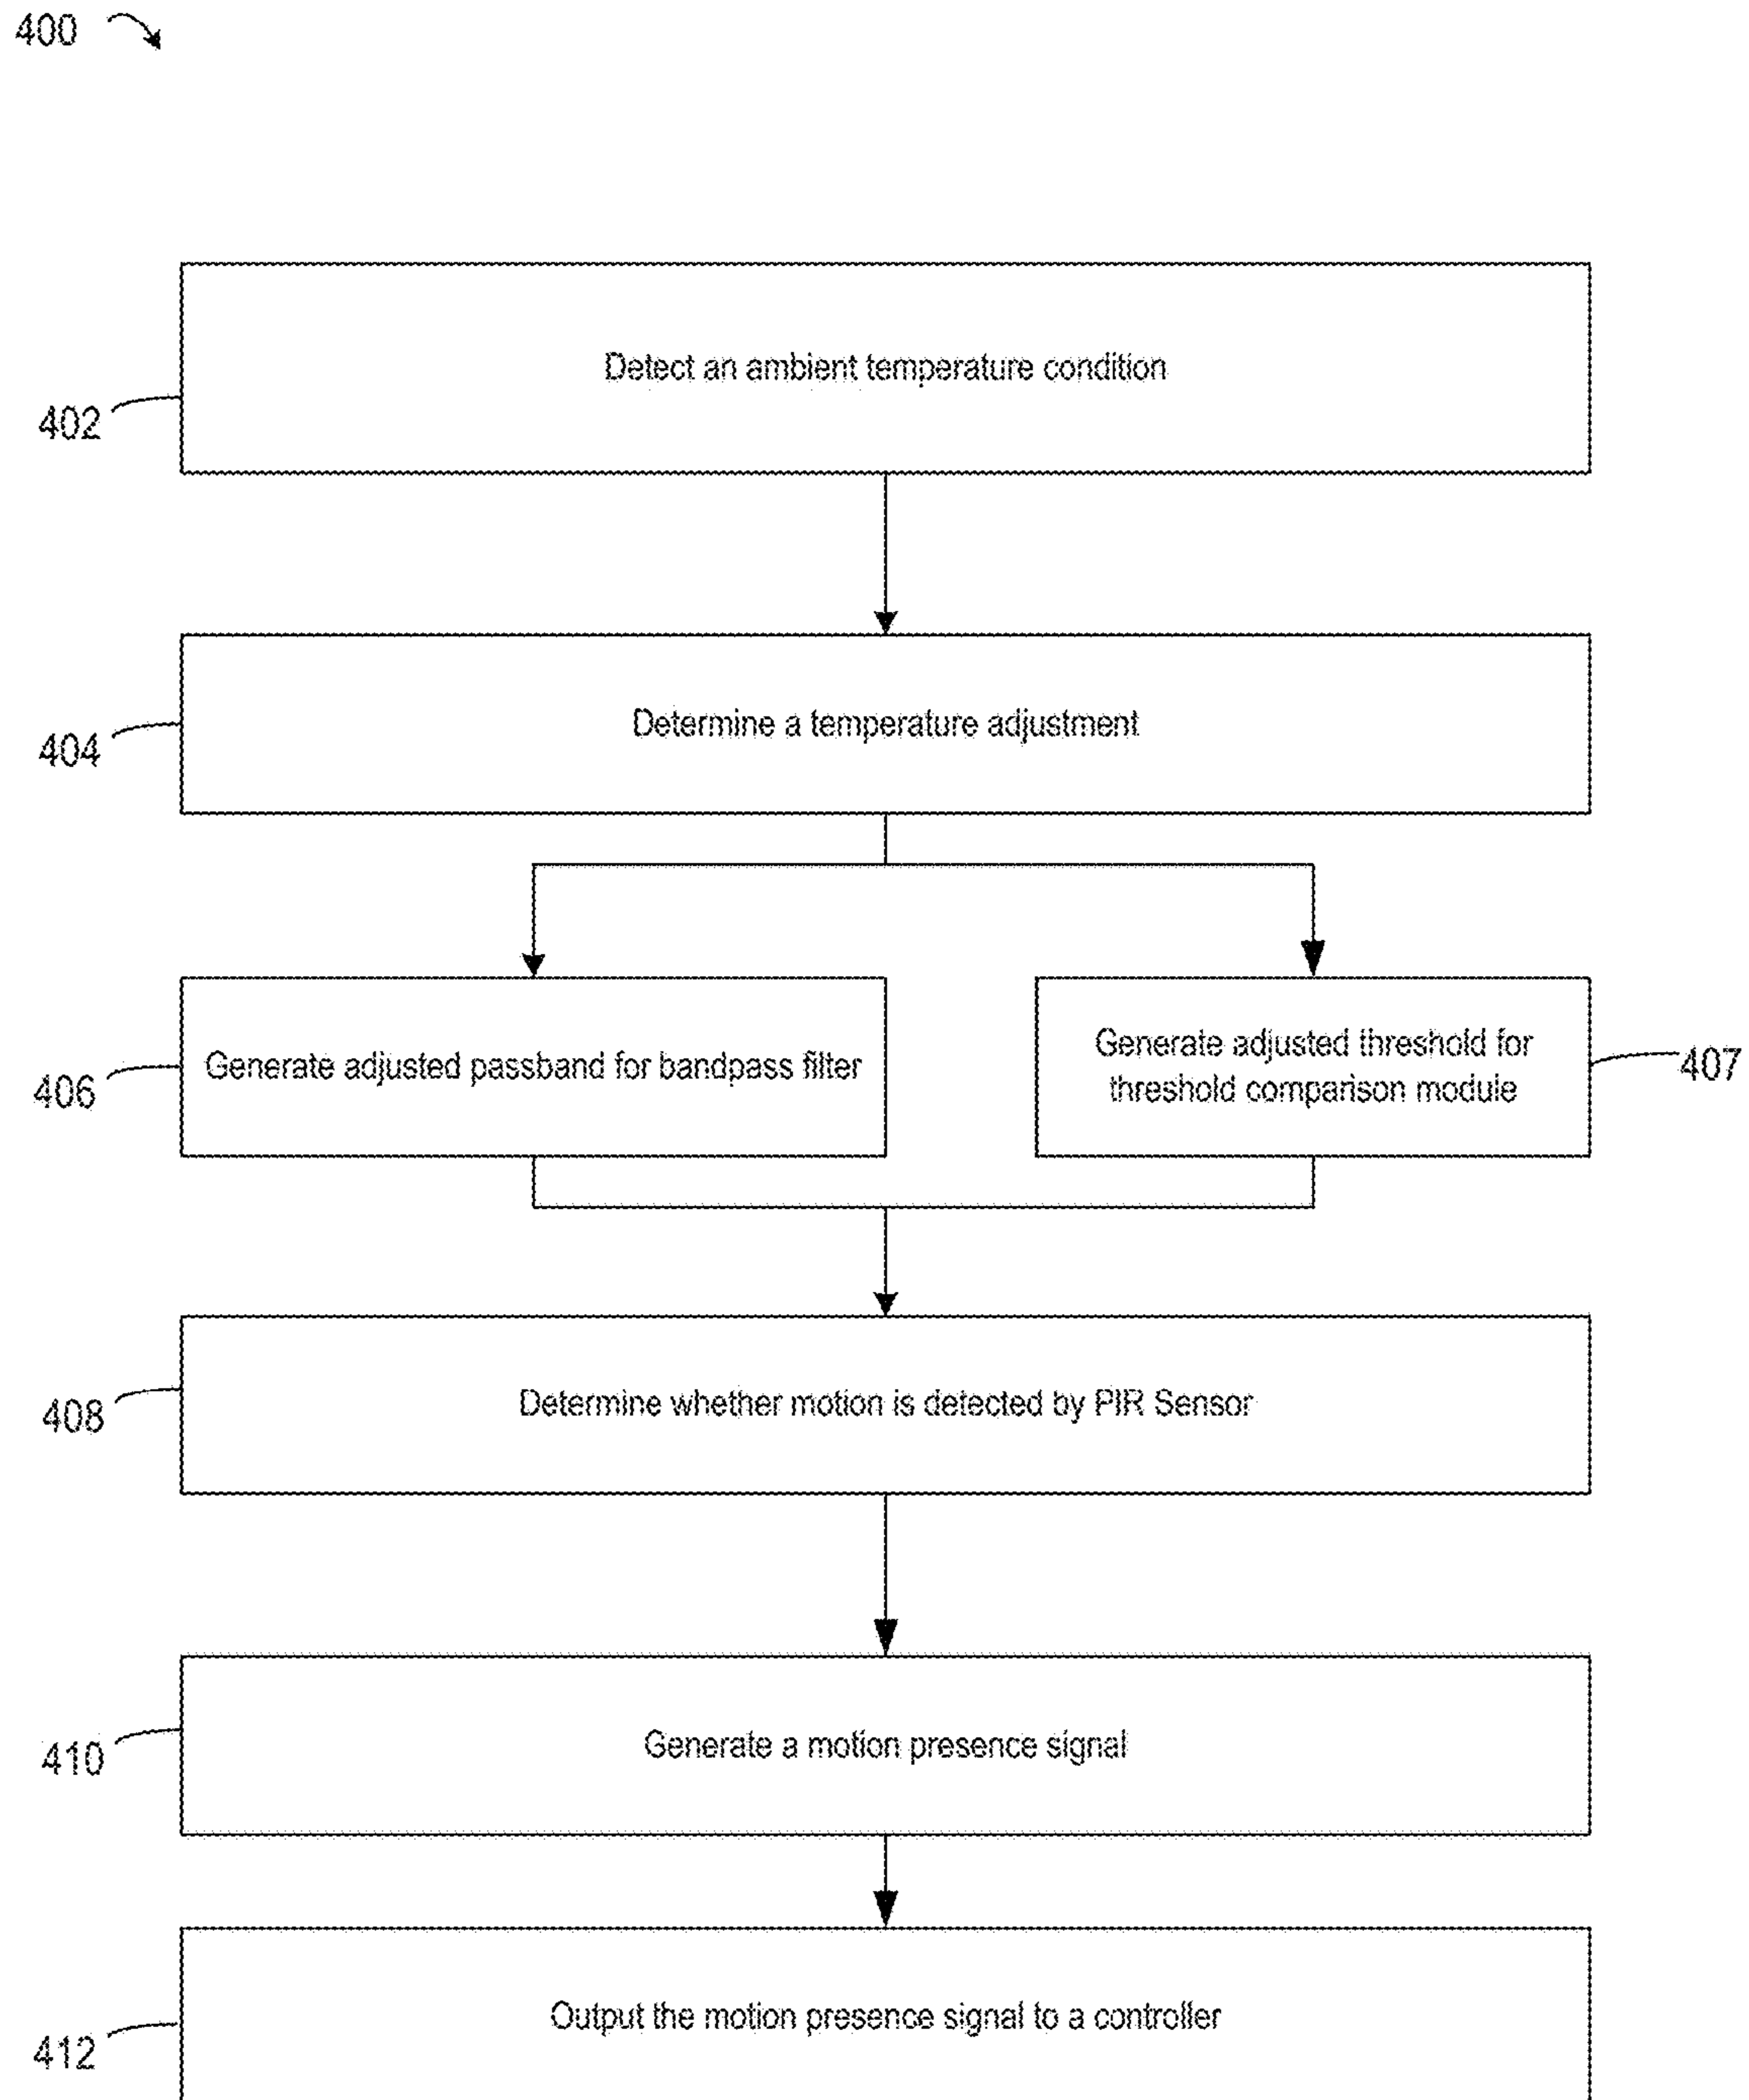 400
Detect an ambient temperature condition
402
Determine a temperature adjustment
404
Generate adjusted passband for bandpass filter
406
Generate adjusted threshold for
threshold comparison module
407
Determine whether motion is detected by PIR Sensor
408
Generate a motion presence signal
410
Output the motion presence signal to a controller
412